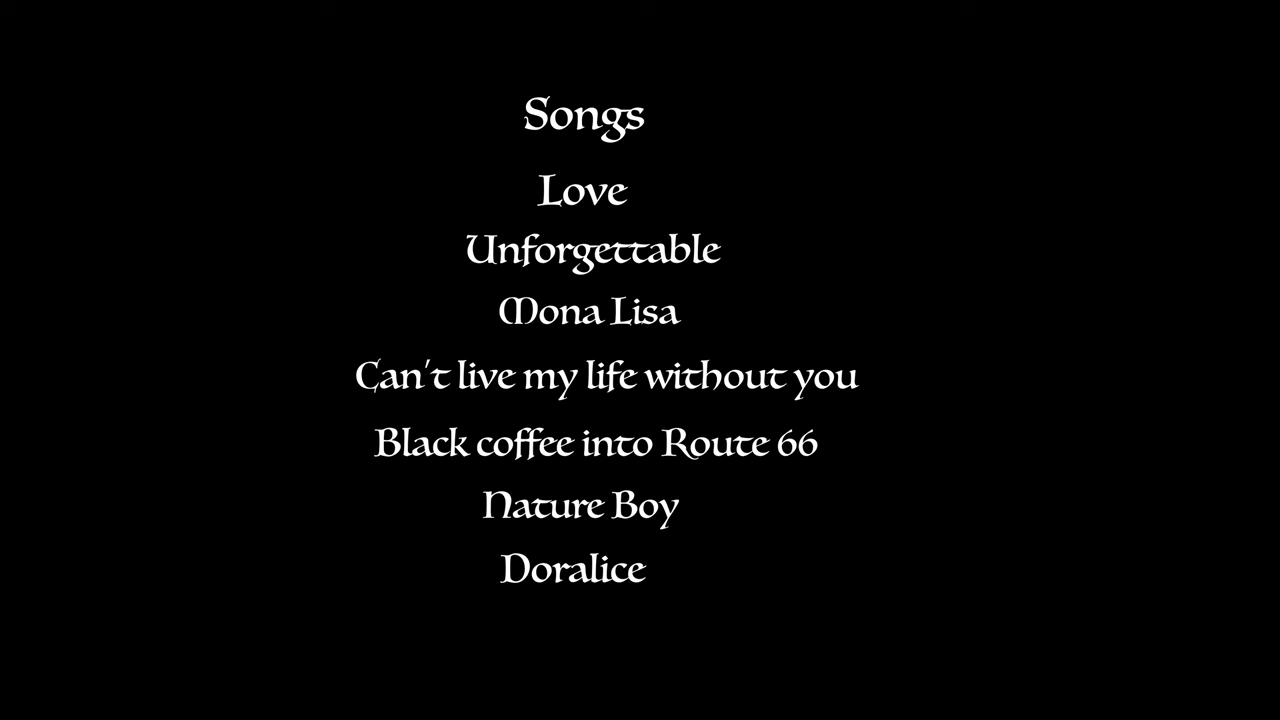 Songs
Love
Unforgettable
Mona Lisa
Can't live my life without you
Black coffee into Route 66
Nature Boy
Doralice